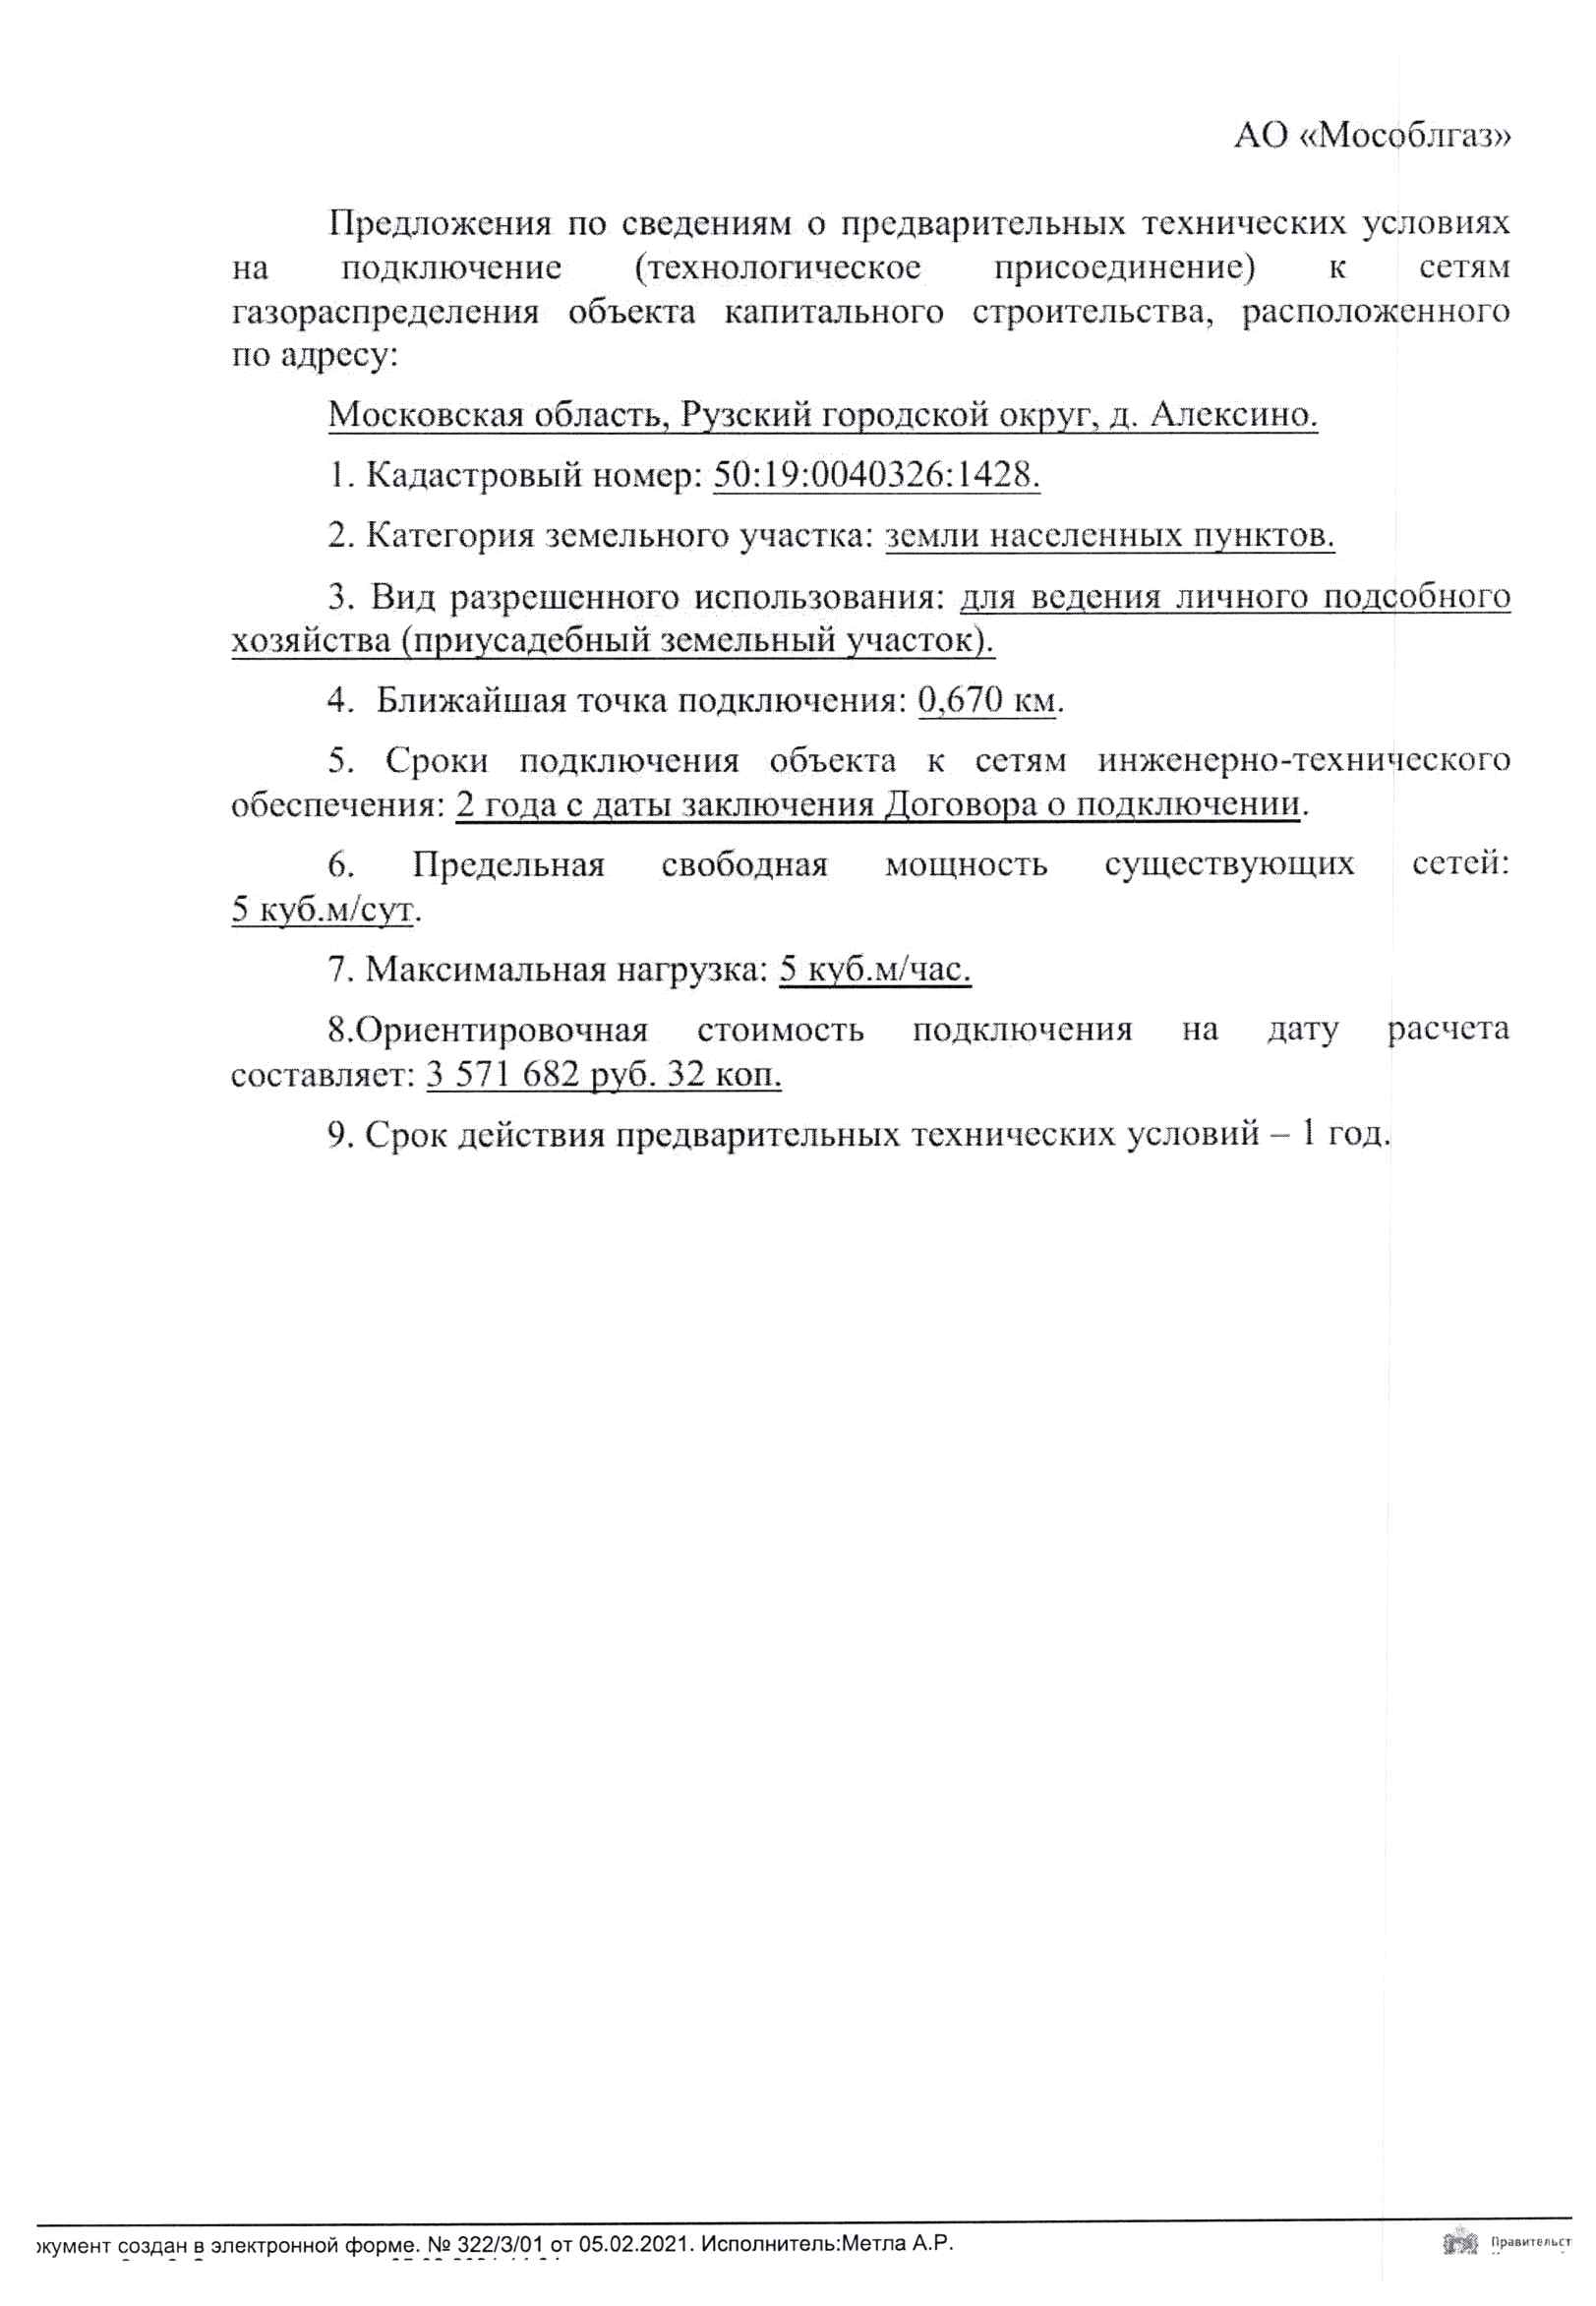 АО «Мособлгаз»
Предложения по сведениям о предварительных технических условиях
на подключение (технологическое присоединение) к сетям
газораспределения объекта капитального строительства, расположенного
по адресу:
Московская область, Рузский городской округ, д. Алексино.
1. Кадастровый номер: 50:19:0040326:1428.
2. Категория земельного участка: земли населенных пунктов.
3. Вид разрешенного использования: для ведения личного подсобного
хозяйства (приусадебный земельный участок).
4. Ближайшая точка подключения: 0,670 км.
5. Сроки подключения объекта к сетям инженерно-технического
обеспечения: 2 года с даты заключения Договора о подключении.
6. Предельная свободная мощность существующих сетей:
5 куб.м/сут.
7. Максимальная нагрузка: 5 куб.м/час.
8.Ориентировочная стоимость подключения на дату расчета
составляет: 3 571 682 руб. 32 коп.
9. Срок действия предварительных технических условий – 1 год.
окумент создан в электронной форме. № 322/3/01 от 05.02.2021. Исполнитель:Метла А.Р.
Правительст